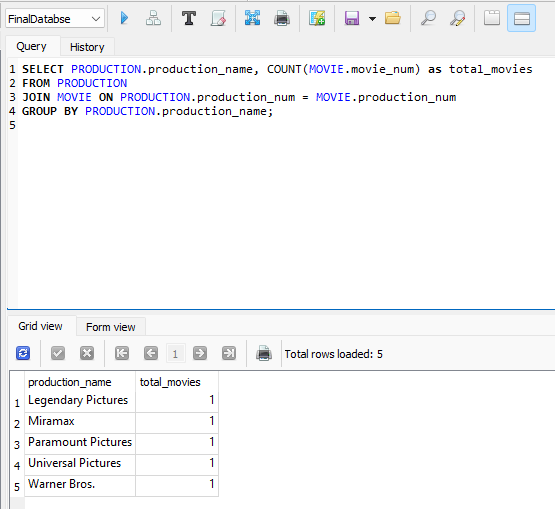 FinalDatabse
Query History
1 SELECT PRODUCTION.production_name, COUNT(MOVIE.movie_num) as total_movies
2 FROM PRODUCTION
3 JOIN MOVIE ON PRODUCTION.production_num = MOVIE.production_num
4 GROUP BY PRODUCTION.production_name;
5
Grid view Form view
1 Total rows loaded: 5
production_name total_movies
1 Legendary Pictures 1
2 Miramax 1
3 Paramount Pictures 1
4 Universal Pictures 1
5 Warner Bros. 1